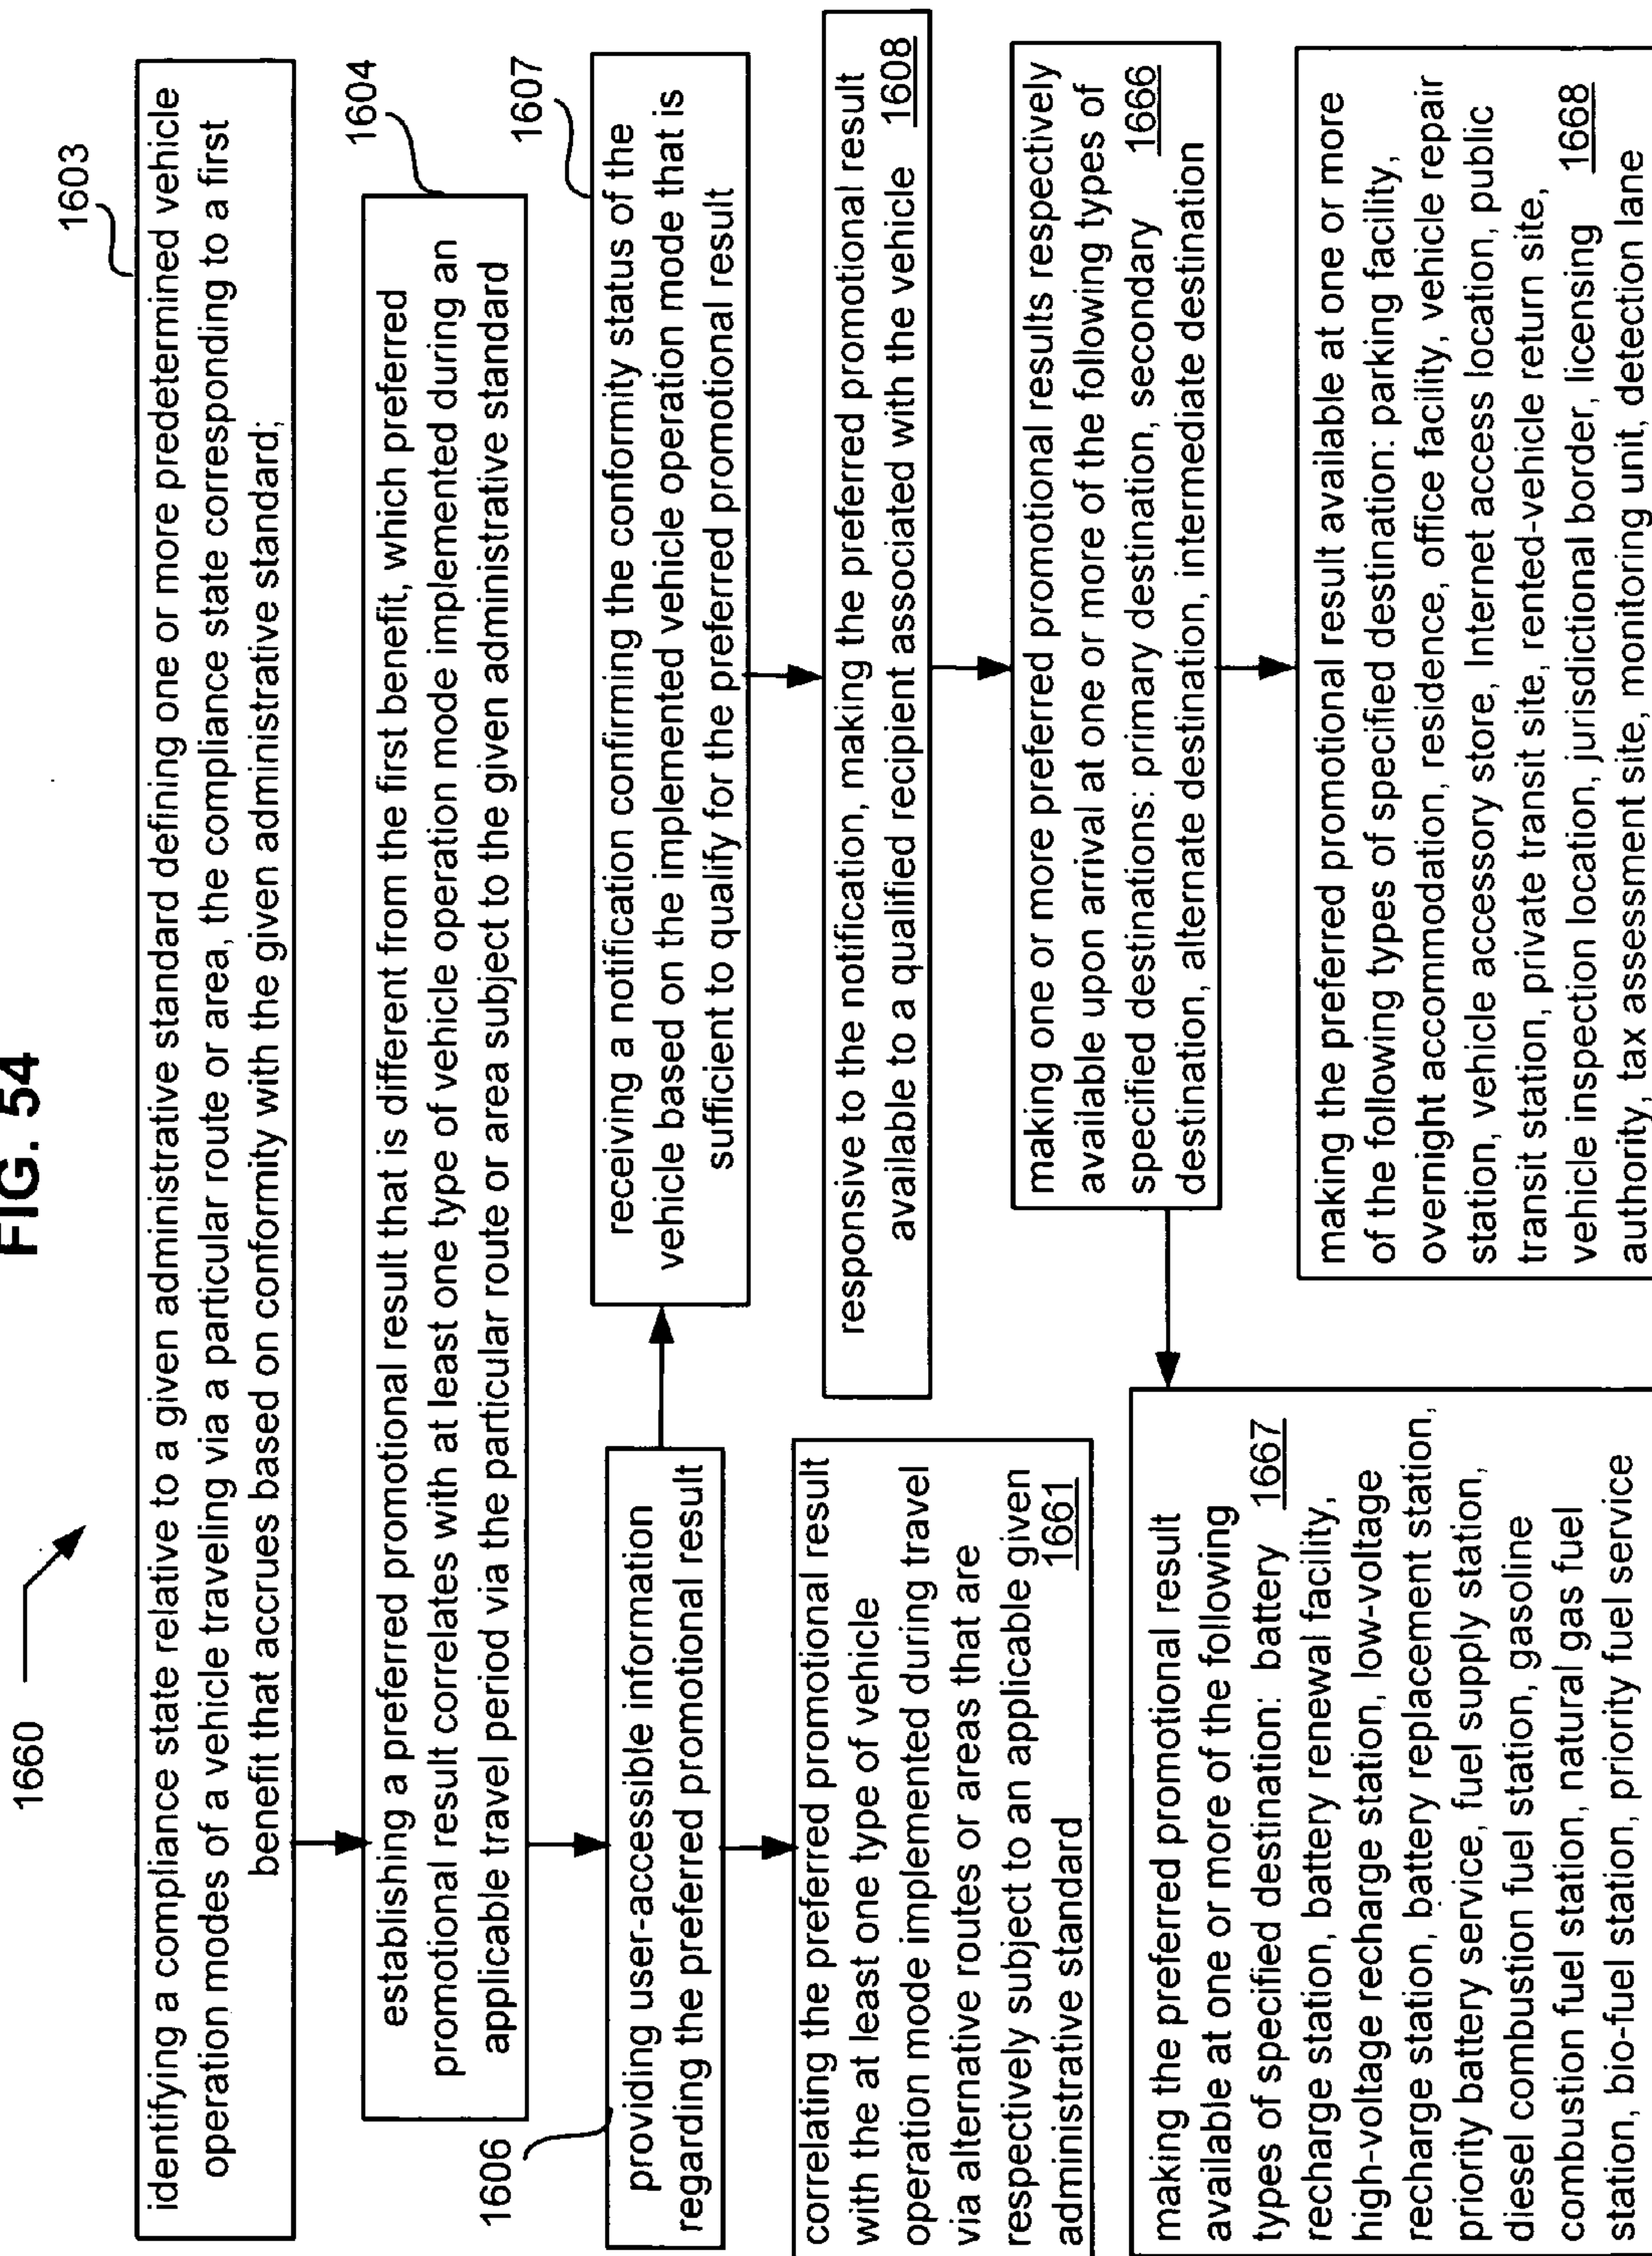 FIG. 54
1660
1603
identifying a compliance state relative to a given administrative standard defining one or more predetermined vehicle
operation modes of a vehicle traveling via a particular route or area, the compliance state corresponding to a first
benefit that accrues based on conformity with the given administrative standard;
1604
establishing a preferred promotional result that is different from the first benefit, which preferred
promotional result correlates with at least one type of vehicle operation mode implemented during an
applicable travel period via the particular route or area subject to the given administrative standard
1606
providing user-accessible information
regarding the preferred promotional result
1607
receiving a notification confirming the conformity status of the
vehicle based on the implemented vehicle operation mode that is
sufficient to qualify for the preferred promotional result
correlating the preferred promotional result
with the at least one type of vehicle
operation mode implemented during travel
via alternative routes or areas that are
respectively subject to an applicable given
administrative standard 1661
responsive to the notification, making the preferred promotional result
available to a qualified recipient associated with the vehicle 1608
making one or more preferred promotional results respectively
available upon arrival at one or more of the following types of
specified destinations: primary destination, secondary 1666
destination, alternate destination, intermediate destination
making the preferred promotional result
available at one or more of the following
types of specified destination: battery 1667
recharge station, battery renewal facility,
high-voltage recharge station, low-voltage
recharge station, battery replacement station,
priority battery service, fuel supply station,
diesel combustion fuel station, gasoline
combustion fuel station, natural gas fuel
station, bio-fuel station, priority fuel service
making the preferred promotional result available at one or more
of the following types of specified destination: parking facility,
overnight accommodation, residence, office facility, vehicle repair
station, vehicle accessory store, Internet access location, public
transit station, private transit site, rented-vehicle return site,
vehicle inspection location, jurisdictional border, licensing 1668
authority, tax assessment site, monitoring unit, detection lane